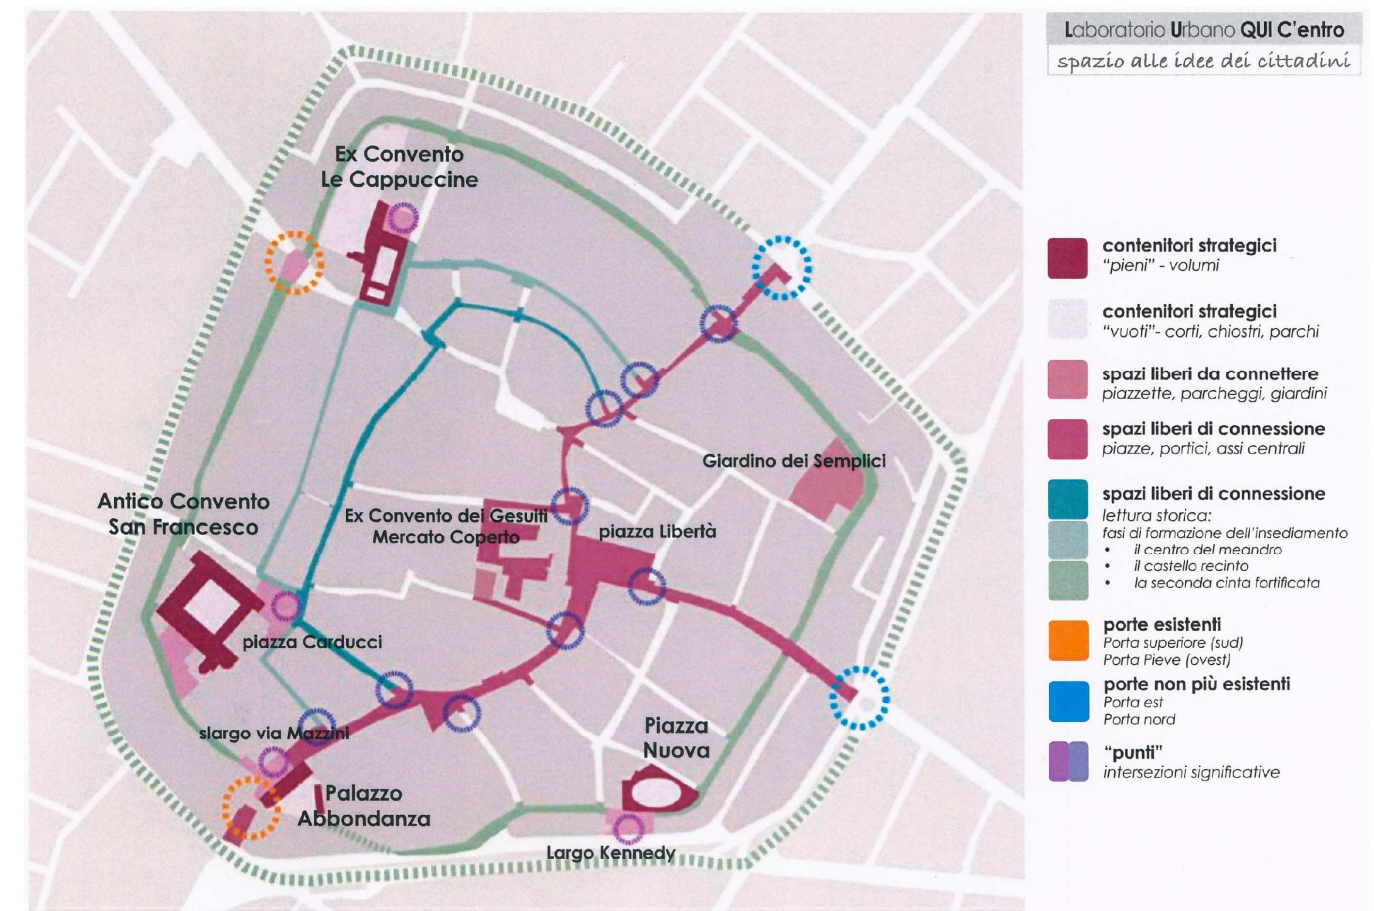 Laboratorio Urbano QUI C'entro
spazio alle idee dei cittadini
Ex Convento
Le Cappuccine
Giardino dei Semplici
Antico Convento
San Francesco
Ex Convento dei Gesuiti
Mercato Coperto
piazza Libertà
piazza Carducci
slargo via Mazzini
Piazza
Nuova
Palazzo
Abbondanza
Largo Kennedy
contenitori strategici
"pieni" - volumi
contenitori strategici
"vuoti"- corti, chiostri, parchi
spazi liberi da connettere
piazzette, parcheggi, giardini
spazi liberi di connessione
piazze, portici, assi centrali
spazi liberi di connessione
lettura storica:
fasi di formazione dell'insediamento
• il centro del meandro
• il castello recinto
• la seconda cinta fortificata
porte esistenti
Porta superiore (sud)
Porta Pieve (ovest)
porte non più esistenti
Porta est
Porta nord
"punti"
intersezioni significative